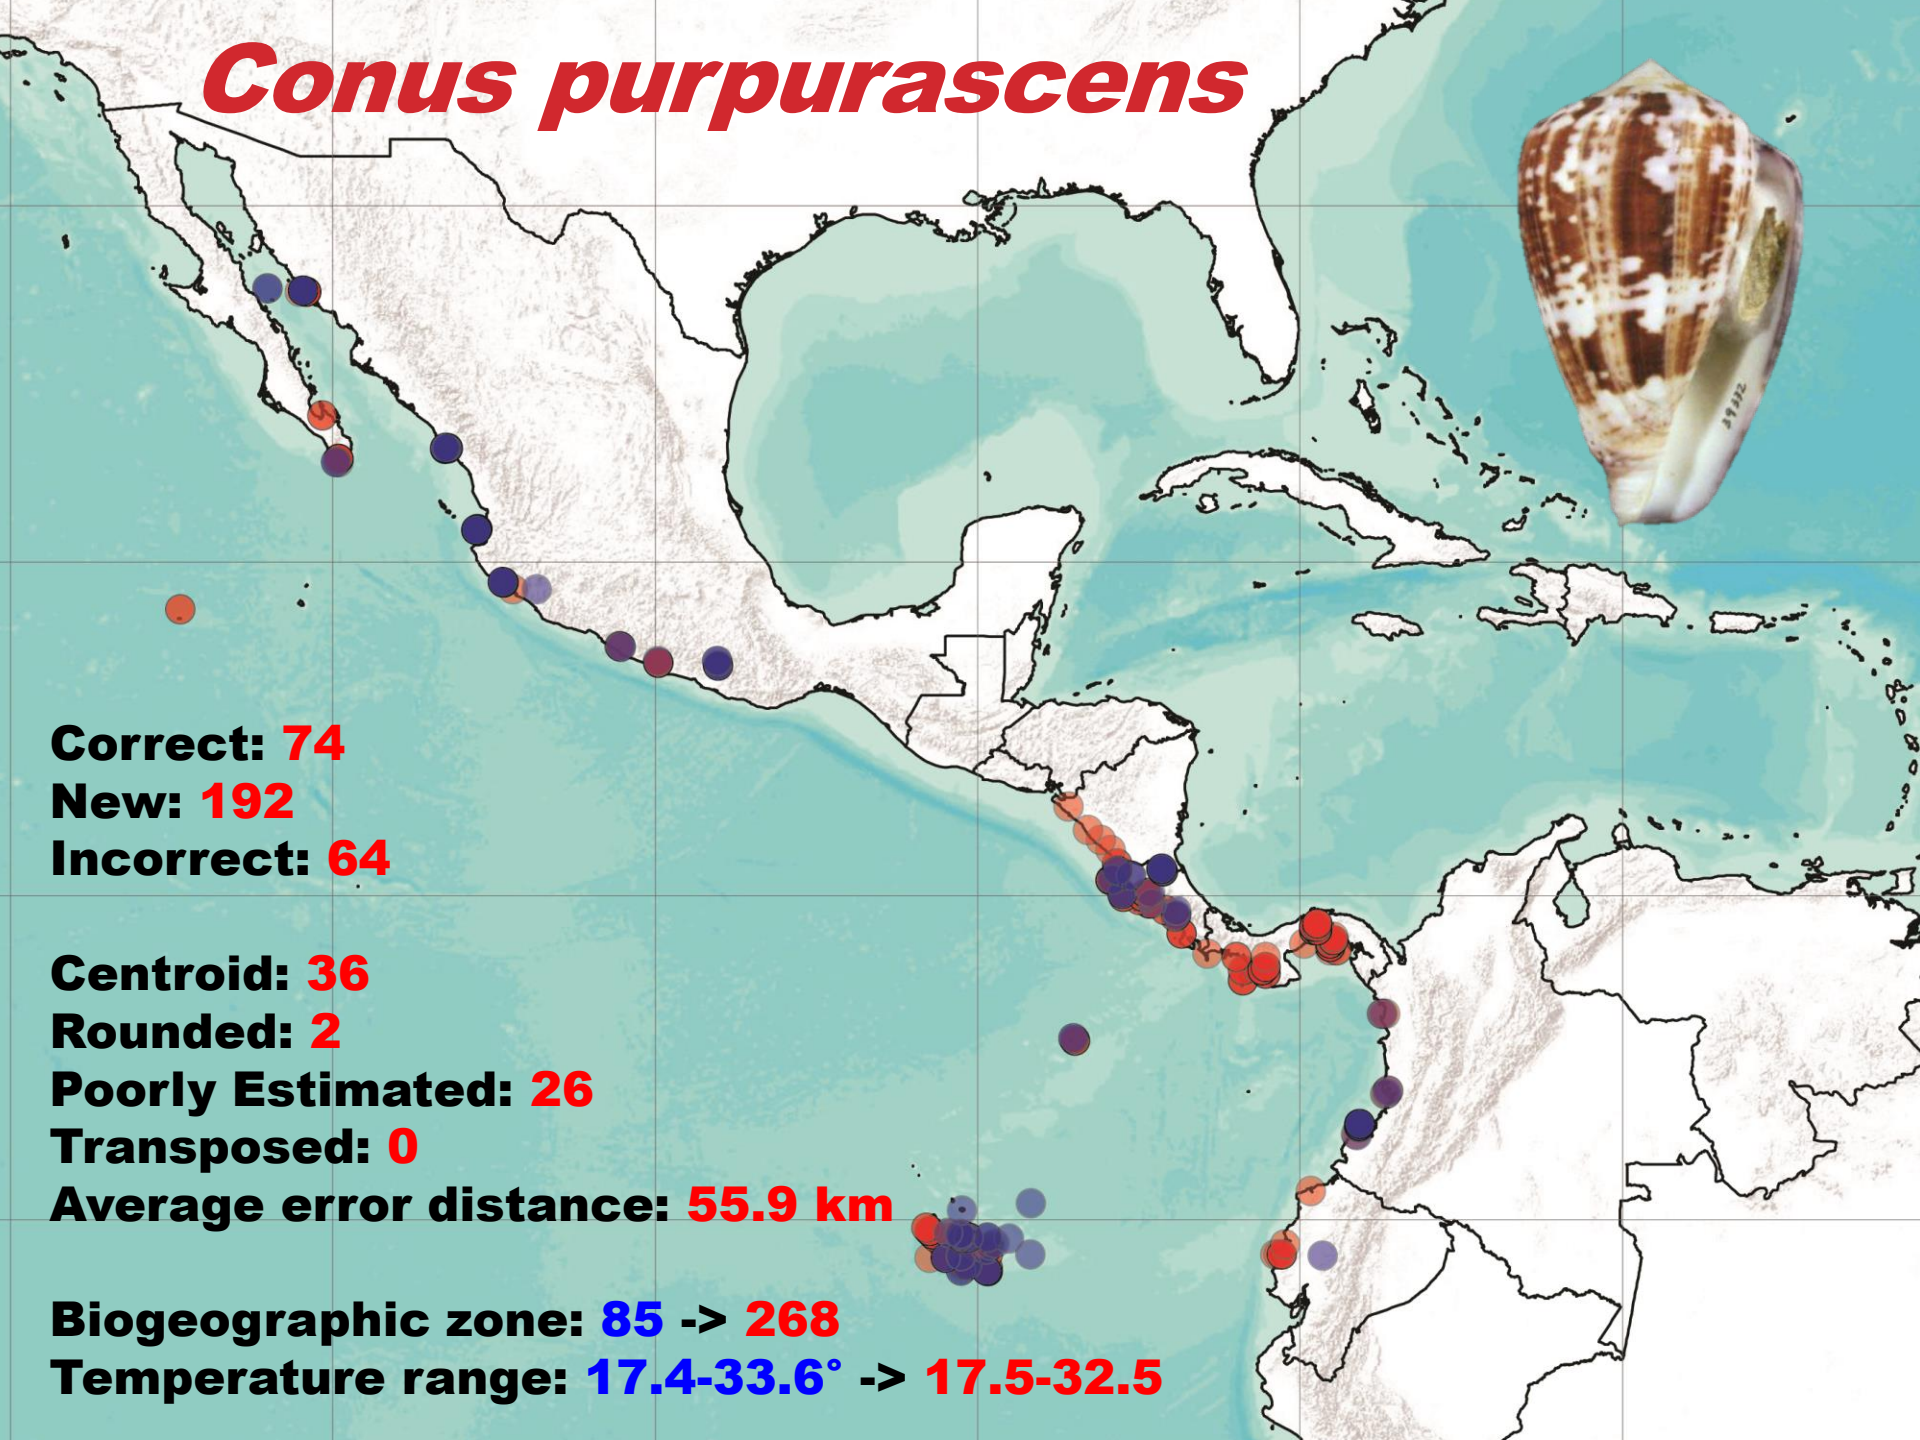 Conus purpurascens
39372
Correct: 74
New: 192
Incorrect: 64
Centroid: 36
Rounded: 2
Poorly Estimated: 26
Transposed: 0
Average error distance: 55.9 km
Biogeographic zone: 85 -> 268
Temperature range: 17.4-33.6° -> 17.5-32.5